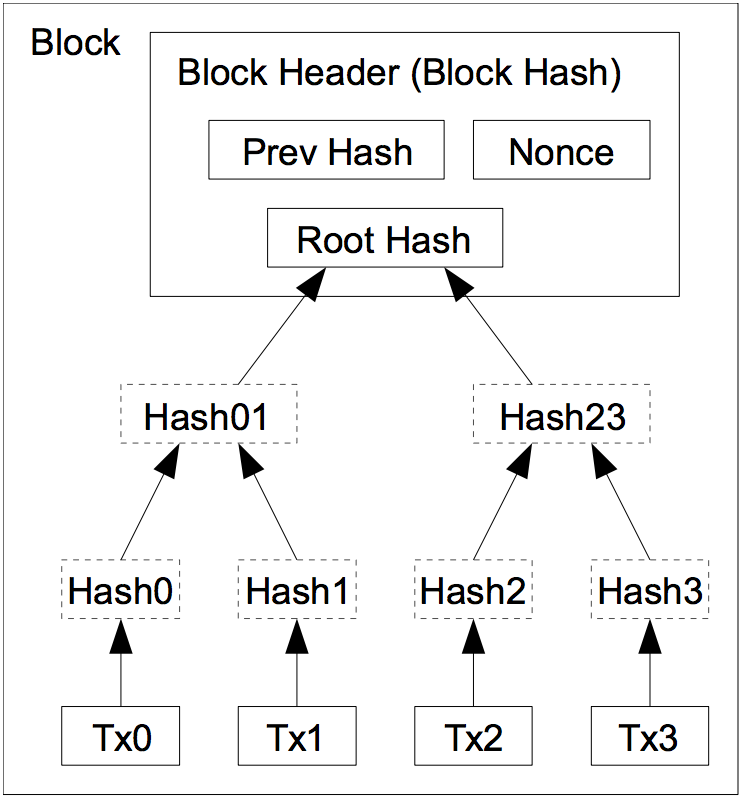 Block
Block Header (Block Hash)
Prev Hash
Nonce
Root Hash
Hash01
Hash23
Hash0
Hash1
Hash2
Hash3
Tx0
Tx1
Tx2
Tx3